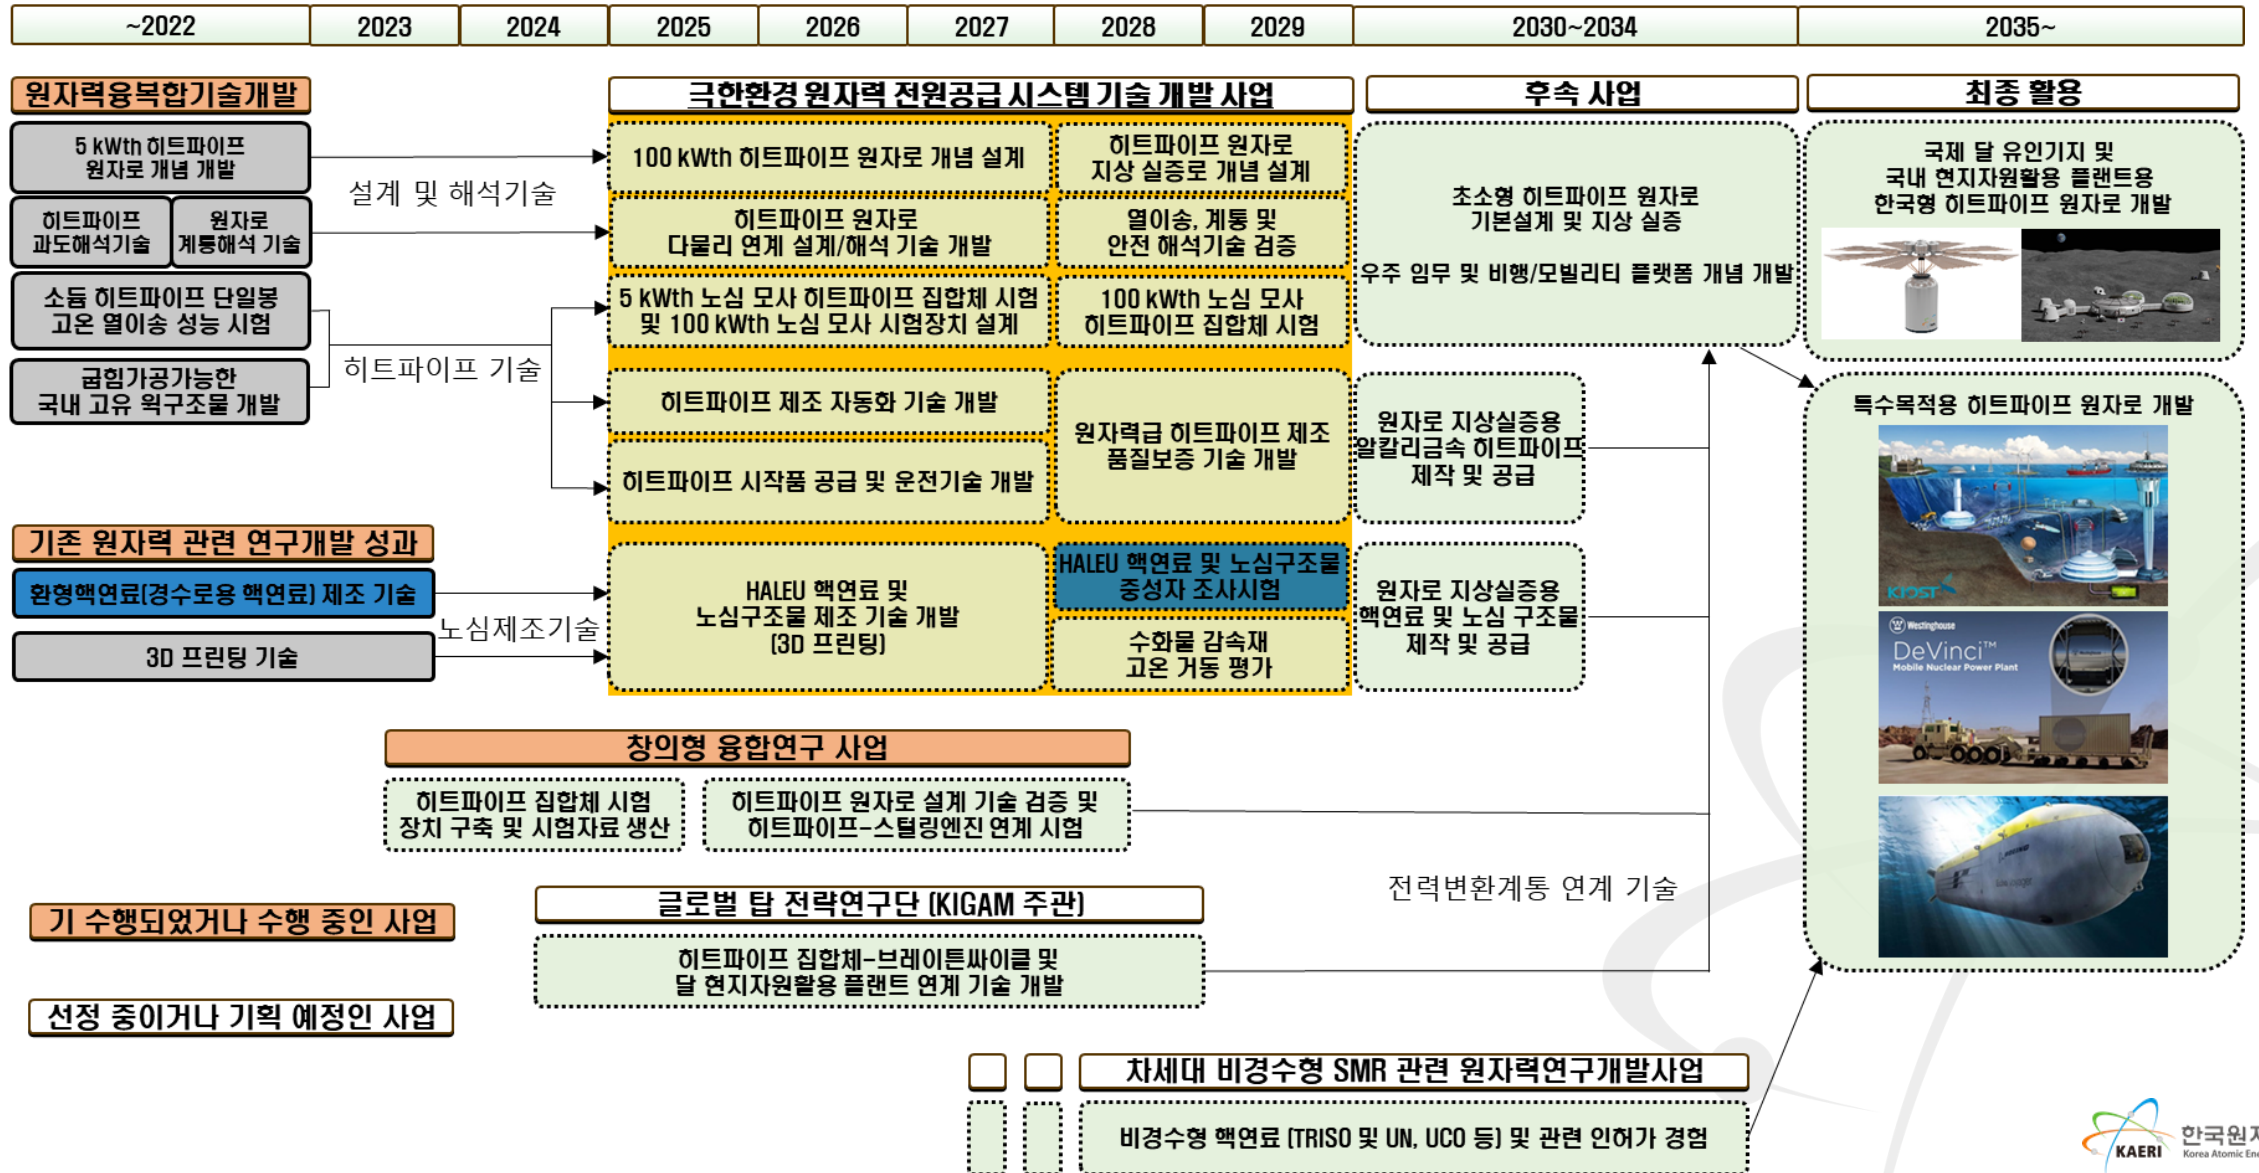 ~2022
2023
2024
2025
2026
2027
2028
2029
2030~2034
2035~
원자력융복합기술개발
극한환경 원자력 전원공급 시스템 기술 개발 사업
후속 사업
최종 활용
5 kWth 히트파이프
원자로 개념 개발
히트파이프
과도해석기술
원자로
계통해석 기술
소듐 히트파이프 단일봉
고온 열이송 성능 시험
굽힘가공가능한
국내 고유 윅구조물 개발
설계 및 해석기술
히트파이프 기술
100 kWth 히트파이프 원자로 개념 설계
히트파이프 원자로
지상 실증로 개념 설계
히트파이프 원자로
다물리 연계 설계/해석 기술 개발
열이송, 계통 및
안전 해석기술 검증
5 kWth 노심 모사 히트파이프 집합체 시험
및 100 kWth 노심 모사 시험장치 설계
100 kWth 노심 모사
히트파이프 집합체 시험
히트파이프 제조 자동화 기술 개발
히트파이프 시작품 공급 및 운전기술 개발
원자력급 히트파이프 제조
품질보증 기술 개발
초소형 히트파이프 원자로
기본설계 및 지상 실증
우주 임무 및 비행/모빌리티 플랫폼 개념 개발
원자로 지상실증용
알칼리금속 히트파이프
제작 및 공급
국제 달 유인기지 및
국내 현지자원활용 플랜트용
한국형 히트파이프 원자로 개발
특수목적용 히트파이프 원자로 개발
KIOST
Westinghouse
DeVinci™
Mobile Nuclear Power Plant
기존 원자력 관련 연구개발 성과
환형핵연료(경수로용 핵연료) 제조 기술
3D 프린팅 기술
노심제조기술
HALEU 핵연료 및
노심구조물 제조 기술 개발
(3D 프린팅)
HALEU 핵연료 및 노심구조물
중성자 조사시험
수화물 감속재
고온 거동 평가
원자로 지상실증용
핵연료 및 노심 구조물
제작 및 공급
창의형 융합연구 사업
히트파이프 집합체 시험
장치 구축 및 시험자료 생산
히트파이프 원자로 설계 기술 검증 및
히트파이프-스털링엔진 연계 시험
전력변환계통 연계 기술
글로벌 탑 전략연구단 (KIGAM 주관)
히트파이프 집합체-브레이튼싸이클 및
달 현지자원활용 플랜트 연계 기술 개발
기 수행되었거나 수행 중인 사업
선정 중이거나 기획 예정인 사업
차세대 비경수형 SMR 관련 원자력연구개발사업
비경수형 핵연료 (TRISO 및 UN, UCO 등) 및 관련 인허가 경험
KAERI
한국원자
Korea Atomic Ene